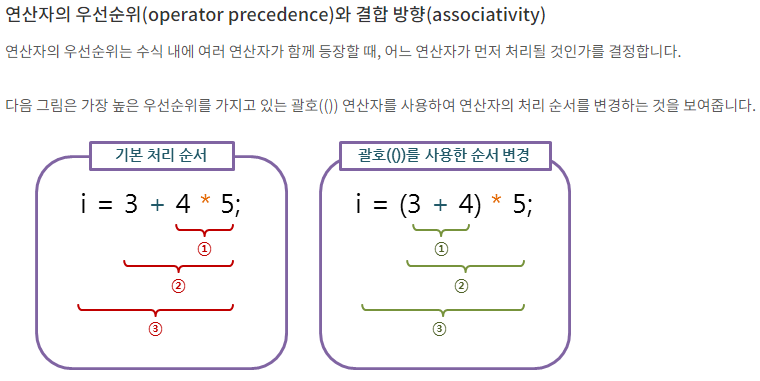 연산자의 우선순위(operator precedence)와 결합 방향(associativity)
연산자의 우선순위는 수식 내에 여러 연산자가 함께 등장할 때, 어느 연산자가 먼저 처리될 것인가를 결정합니다.
다음 그림은 가장 높은 우선순위를 가지고 있는 괄호(()) 연산자를 사용하여 연산자의 처리 순서를 변경하는 것을 보여줍니다.
기본 처리 순서
i = 3 + 4 * 5;
①
②
③
괄호(())를 사용한 순서 변경
i = (3 + 4) * 5;
①
②
③